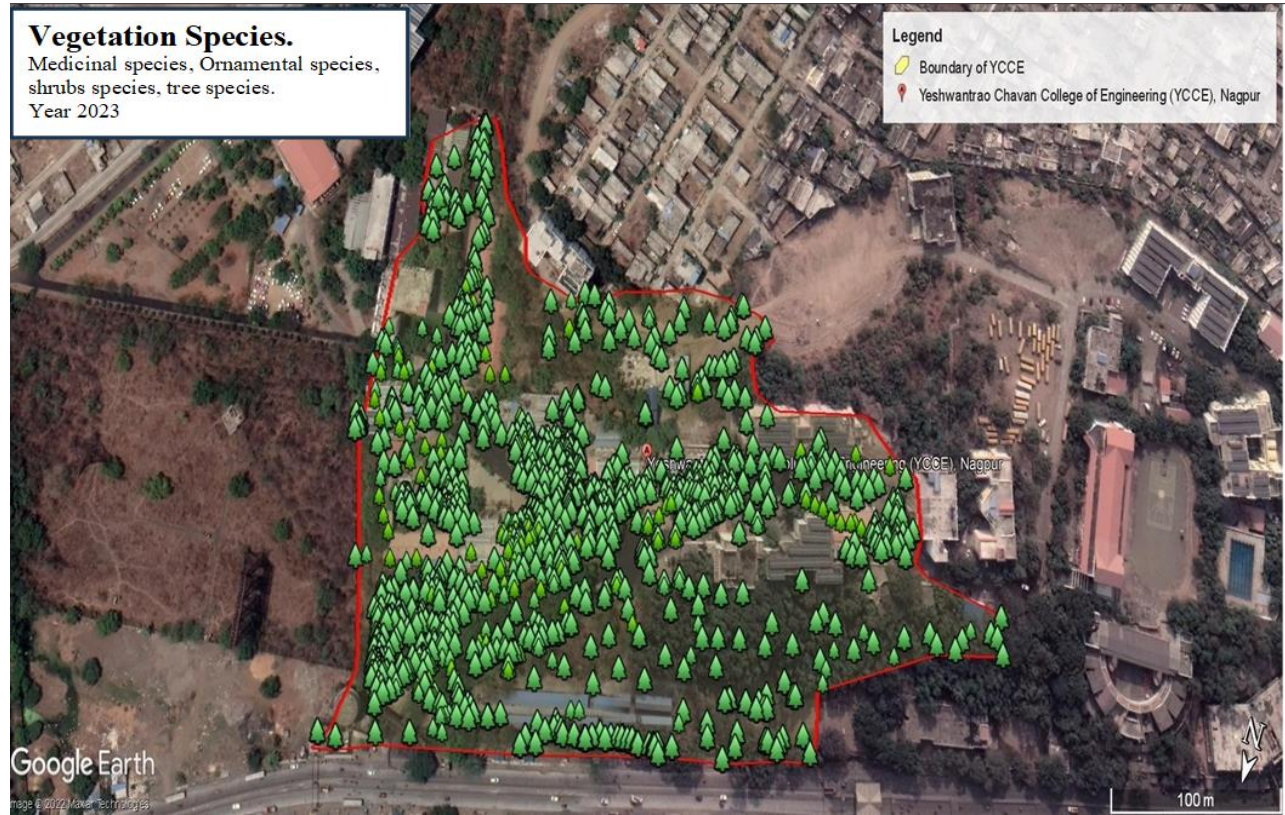 Vegetation Species.
Medicinal species, Ornamental species,
shrubs species, tree species.
Year 2023
Legend
Boundary of YCCE
Yeshwantrao Chavan College of Engineering (YCCE), Nagpur
(YCCE), Nagpur
N
Google Earth
Image © 2022 Maxar Technologies
100 m